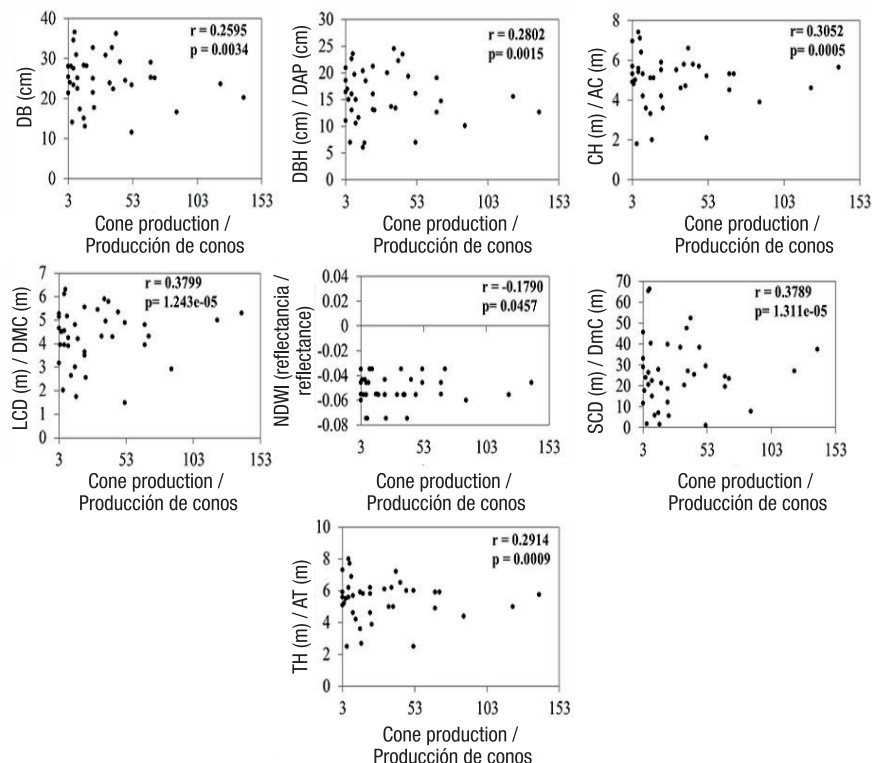 40
30
20
10
0
DB (cm)
r = 0.2595
p = 0.0034
3 53 103 153
Cone production /
Producción de conos
30
25
20
15
10
5
0
DBH (cm) / DAP (cm)
r = 0.2802
p= 0.0015
3 53 103 153
Cone production /
Producción de conos
8
6
4
2
0
CH (m) / AC (m)
r = 0.3052
p = 0.0005
3 53 103 153
Cone production /
Producción de conos
7
6
5
4
3
2
1
0
LCD (m) / DMC (m)
r = 0.3799
p= 1.243e-05
3 53 103 153
Cone production /
Producción de conos
0.04
0.02
0
-0.02
-0.04
-0.06
-0.08
NDWI (reflectancia /
reflectance)
r = -0.1790
p = 0.0457
3 53 103 153
Cone production /
Producción de conos
70
60
50
40
30
20
10
0
SCD (m) / DmC (m)
r = 0.3789
p = 1.311e-05
3 53 103 153
Cone production /
Producción de conos
10
8
6
4
2
0
TH (m) / AT (m)
r = 0.2914
p = 0.0009
3 53 103 153
Cone production /
Producción de conos